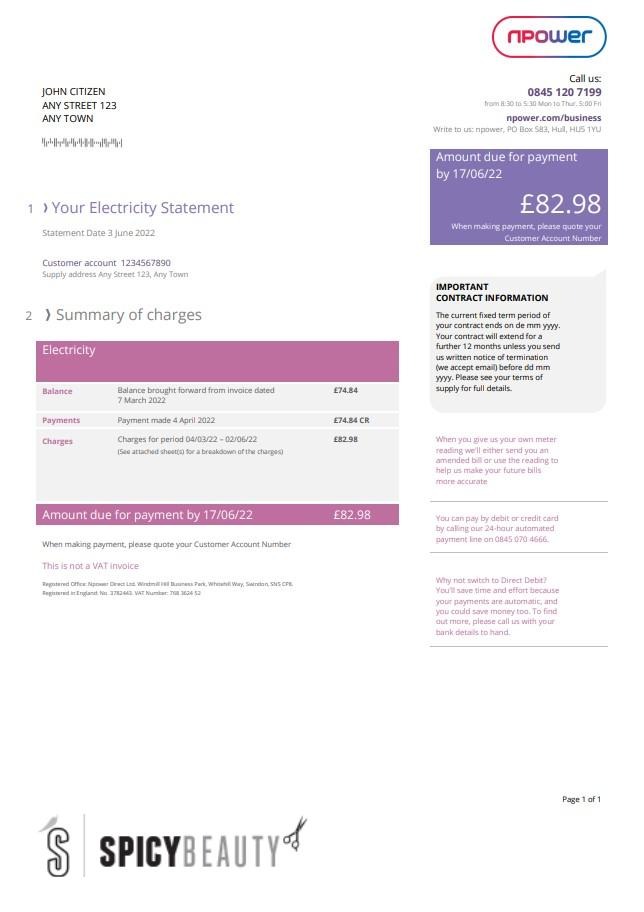 npower
Call us:
0845 120 7199
from 8:30 to 5:30 Mon to Thur. 5:00 Fri
npower.com/business
Write to us: npower, PO Box 583, Hull, HU5 1YU
JOHN CITIZEN
ANY STREET 123
ANY TOWN
Amount due for payment
by 17/06/22
£82.98
When making payment, please quote your
Customer Account Number
1 Your Electricity Statement
Statement Date 3 June 2022
Customer account 1234567890
Supply address Any Street 123, Any Town
IMPORTANT
CONTRACT INFORMATION
The current fixed term period of
your contract ends on de mm yyyy.
Your contract will extend for a
further 12 months unless you send
us written notice of termination
(we accept email) before dd mm
yyyy. Please see your terms of
supply for full details.
2 Summary of charges
Electricity
Balance Balance brought forward from invoice dated £74.84
7 March 2022
Payments Payment made 4 April 2022 £74.84 CR
Charges Charges for period 04/03/22 – 02/06/22 £82.98
(See attached sheet(s) for a breakdown of the charges)
Amount due for payment by 17/06/22 £82.98
When making payment, please quote your Customer Account Number
This is not a VAT invoice
Registered Office: Npower Direct Ltd. Windmill Hill Business Park, Whitehill Way, Swindon, SN5 CP8.
Registered in England: No. 3782443. VAT Number: 768 3624 52
When you give us your own meter
reading we'll either send you an
amended bill or use the reading to
help us make your future bills
more accurate
You can pay by debit or credit card
by calling our 24-hour automated
payment line on 0845 070 4666.
Why not switch to Direct Debit?
You'll save time and effort because
your payments are automatic, and
you could save money too. To find
out more, please call us with your
bank details to hand.
Page 1 of 1
S SPICYBEAUTY